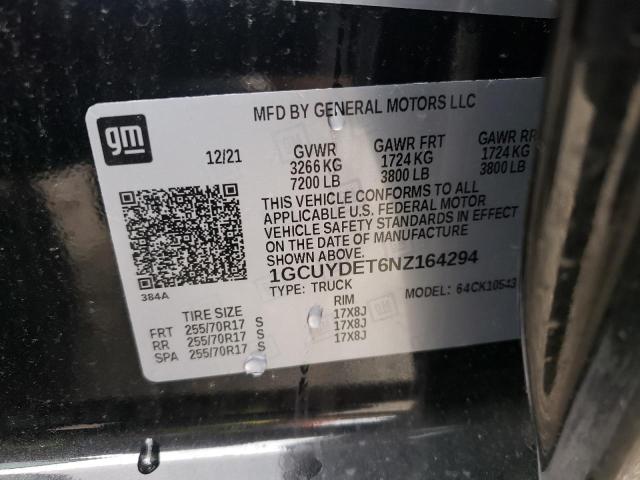 MFD BY GENERAL MOTORS LLC
gm
12/21 GVWR GAWR FRT GAWR RR
3266 KG 1724 KG 1724 KG
7200 LB 3800 LB 3800 LB
THIS VEHICLE CONFORMS TO ALL
APPLICABLE U.S. FEDERAL MOTOR
VEHICLE SAFETY STANDARDS IN EFFECT
ON THE DATE OF MANUFACTURE
SHOWN ABOVE.
1GCUYDET6NZ164294
TYPE: TRUCK MODEL: 64CK10543
384A
TIRE SIZE RIM
FRT 255/70R17 S 17X8J
RR 255/70R17 S 17X8J
SPA 255/70R17 S 17X8J